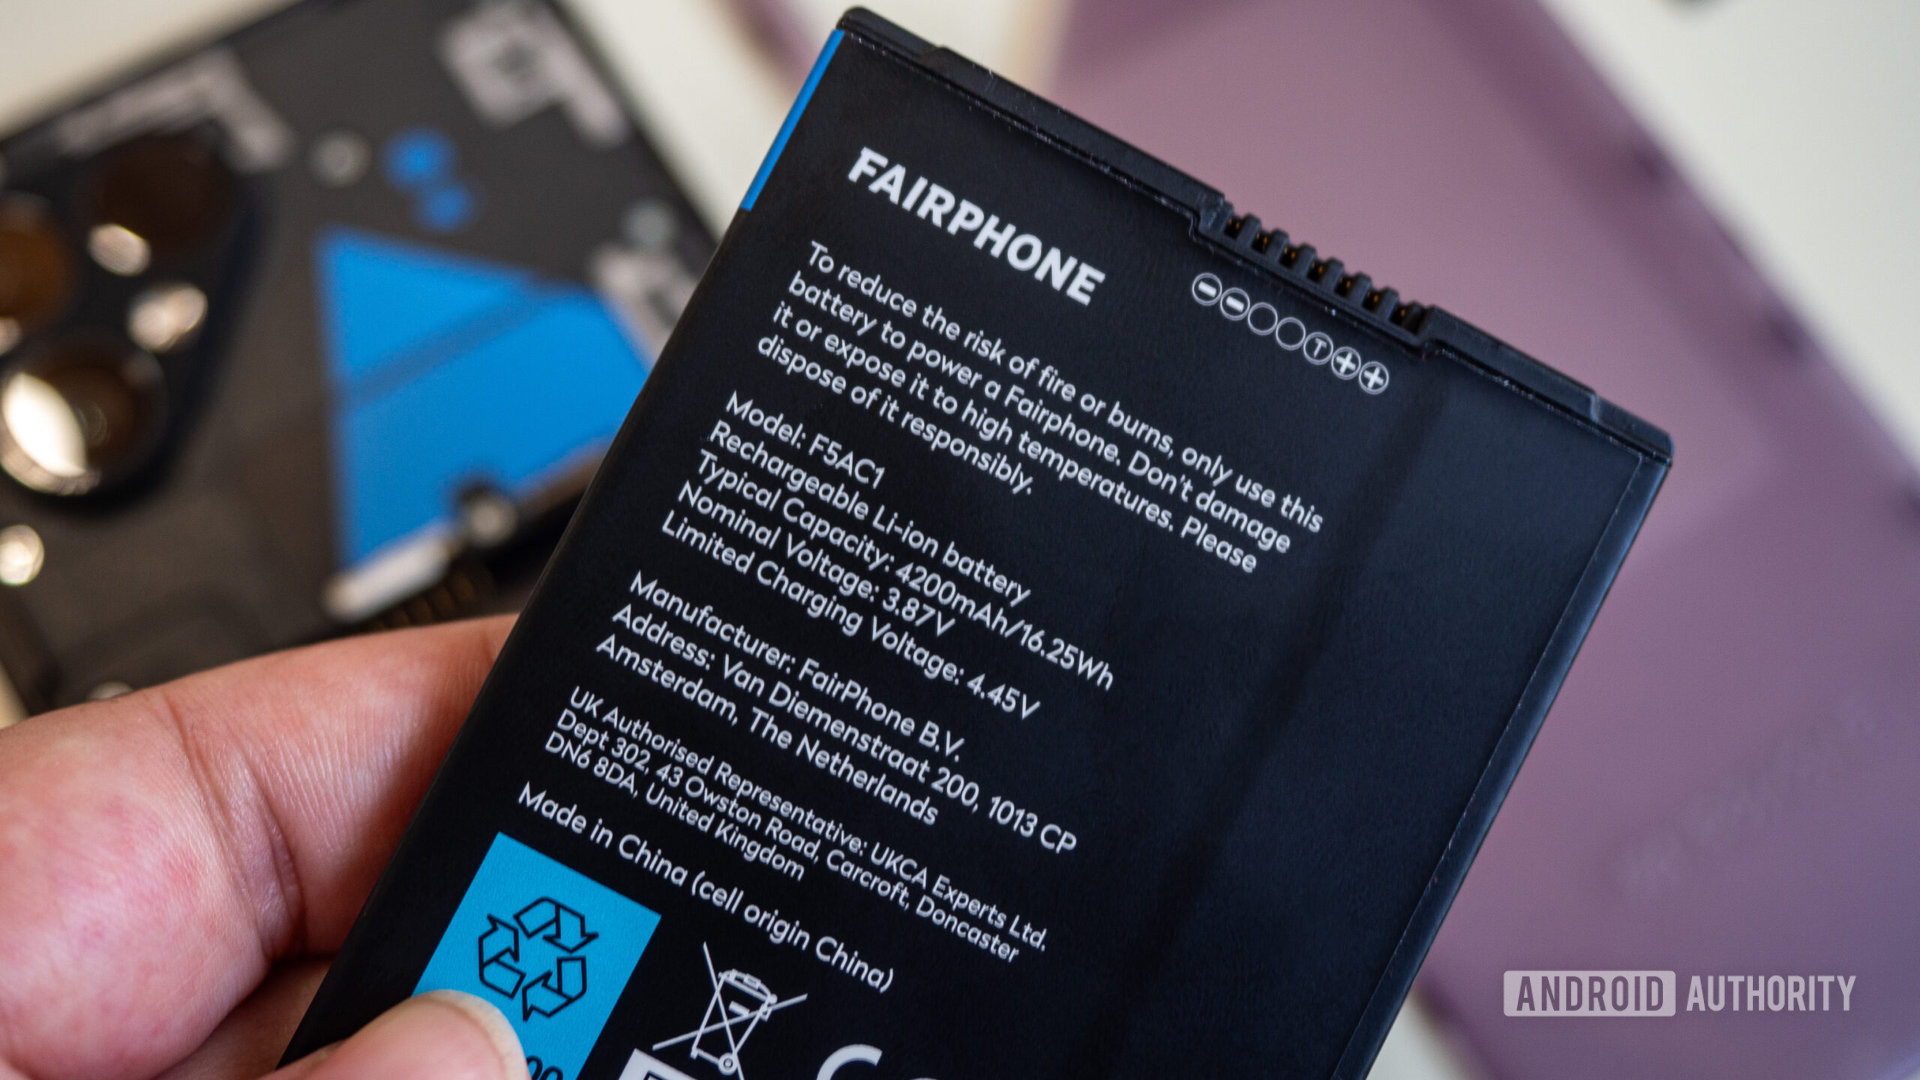 FAIRPHONE
To reduce the risk of fire or burns, only use this
battery to power a Fairphone. Don't damage
it or expose it to high temperatures. Please
dispose of it responsibly.
Model: F5AC1
Rechargeable Li-ion battery
Typical Capacity: 4200mAh/16.25Wh
Nominal Voltage: 3.87V
Limited Charging Voltage: 4.45V
Manufacturer: FairPhone B.V.
Address: Van Diemenstraat 200, 1013 CP
Amsterdam, The Netherlands
UK Authorised Representative: UKCA Experts Ltd.
Dept 302, 43 Owston Road, Carcroft, Doncaster
DN6 8DA, United Kingdom
Made in China (cell origin China)
T
ANDROID AUTHORITY